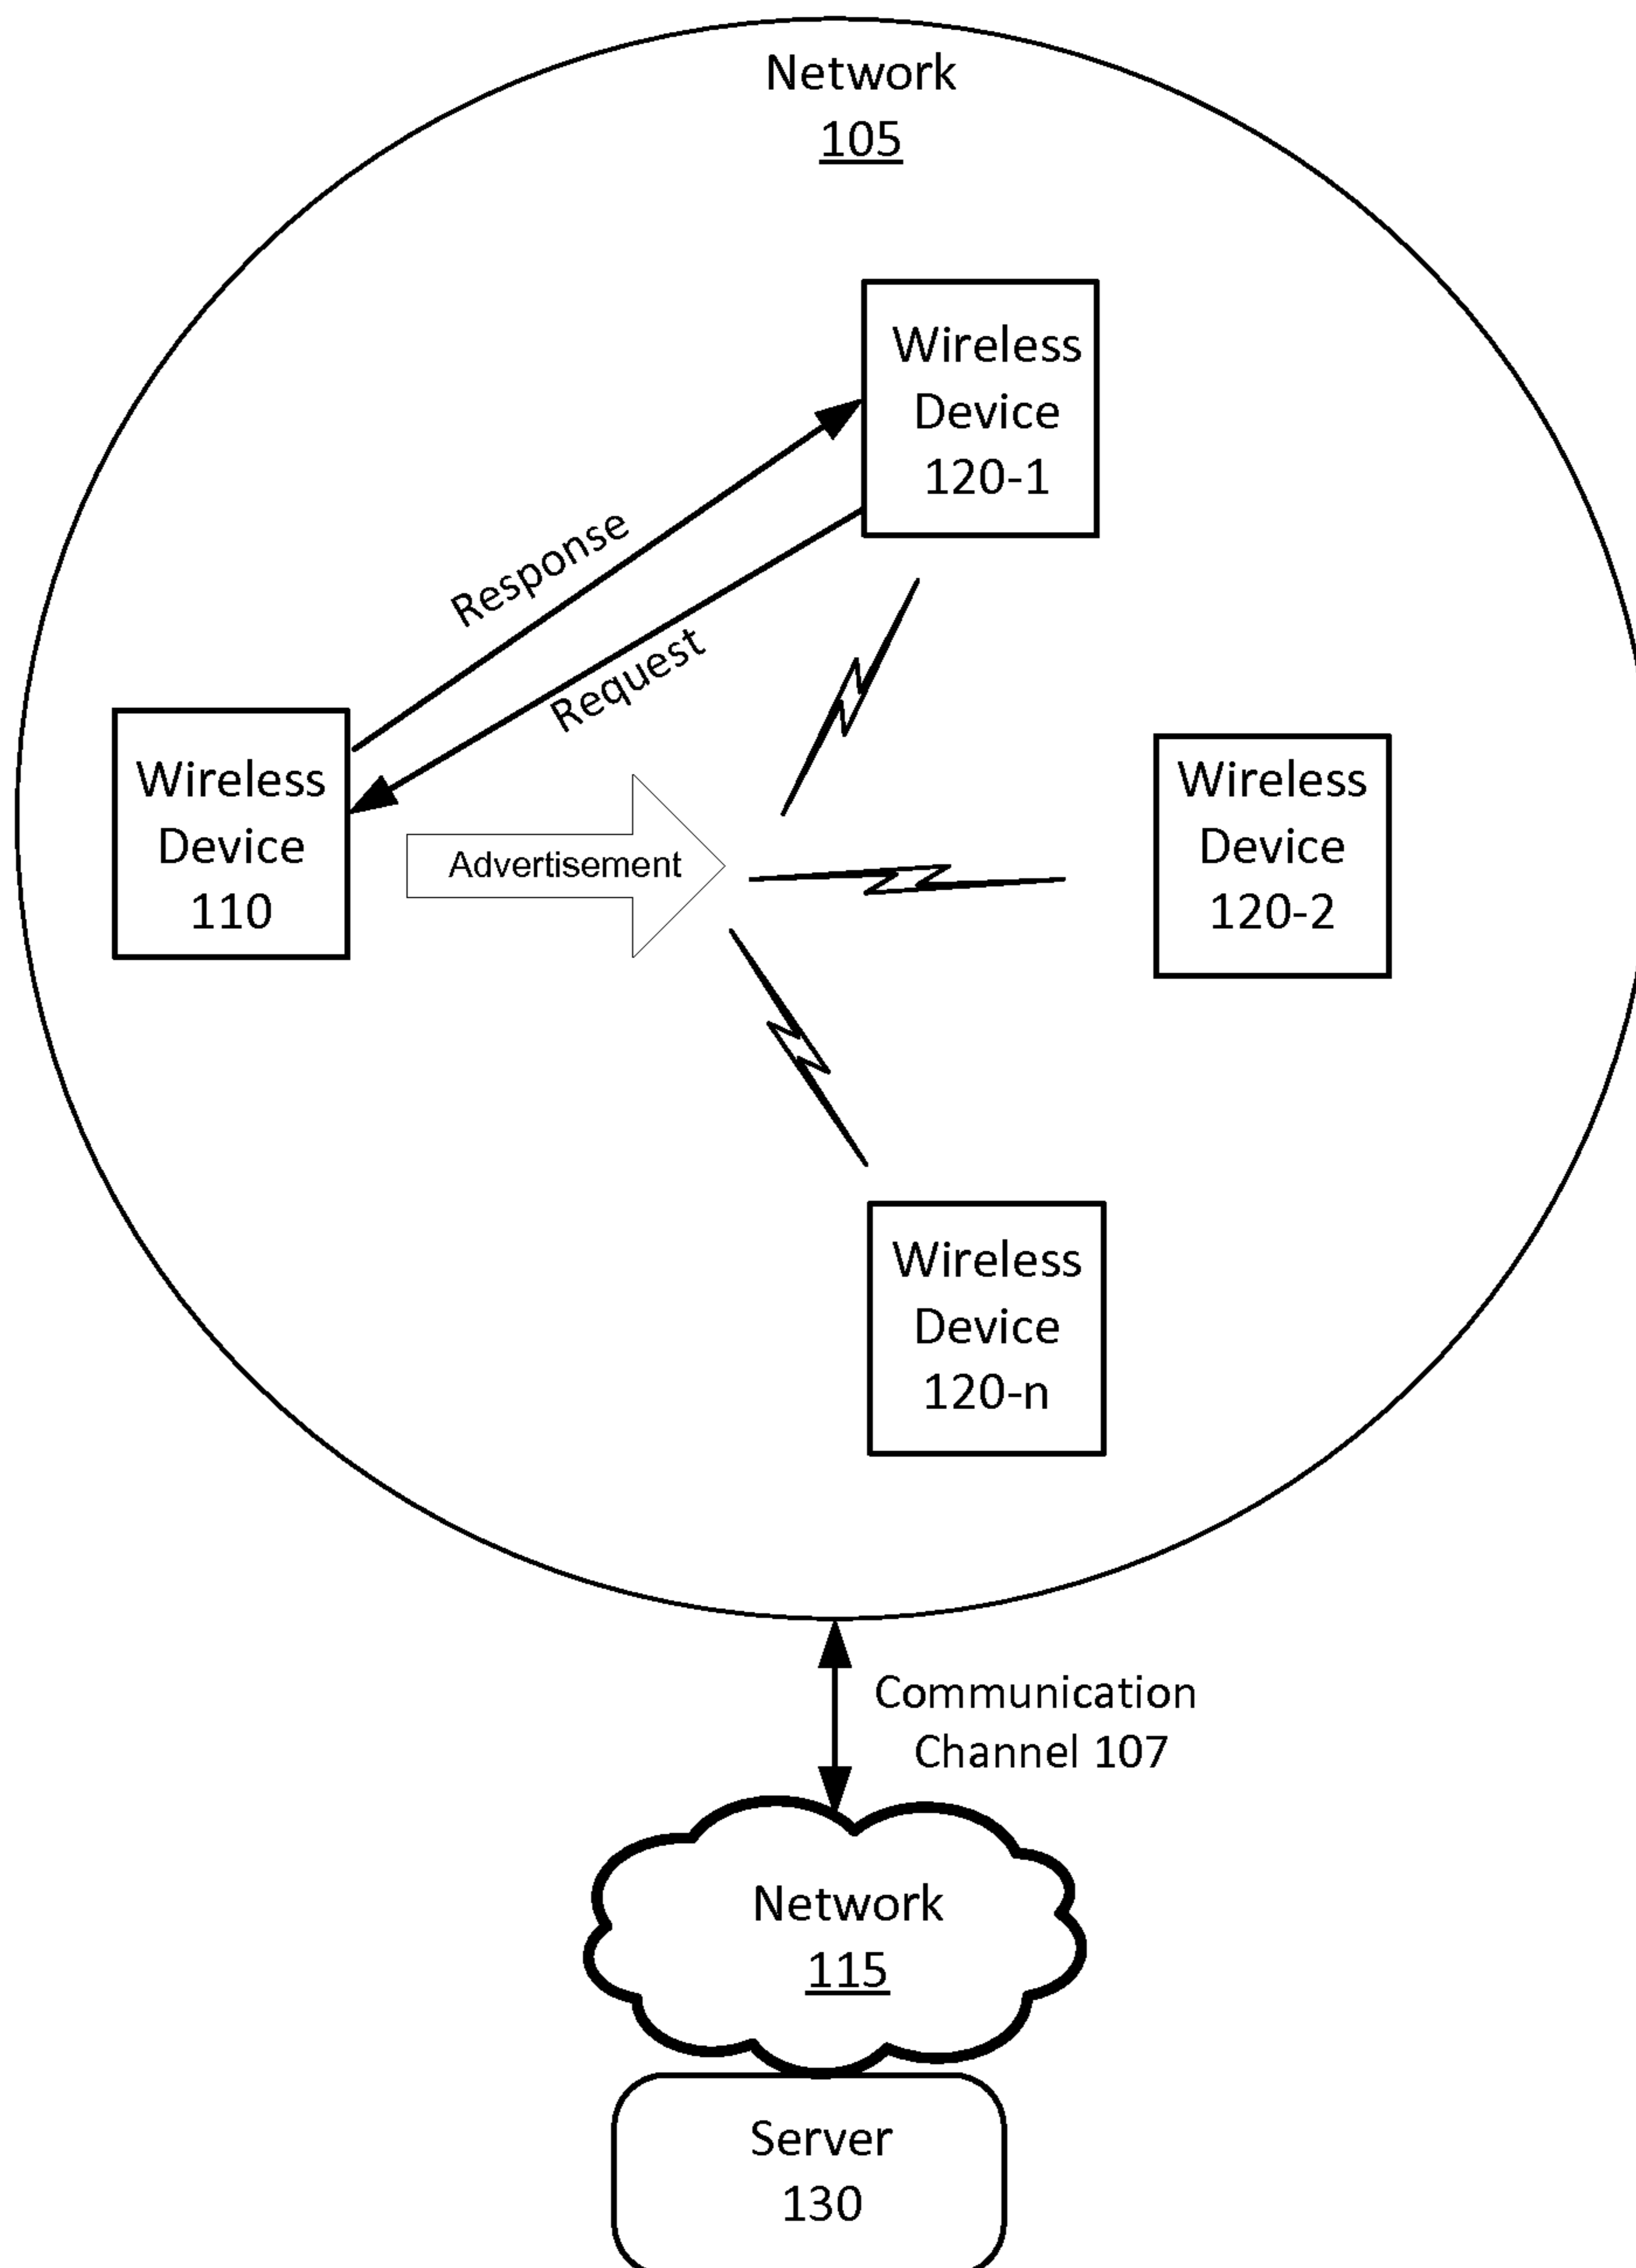 Network
105
Wireless
Device
120-1
Response
Request
Wireless
Device
110
Advertisement
Wireless
Device
120-2
Wireless
Device
120-n
Communication
Channel 107
Network
115
Server
130